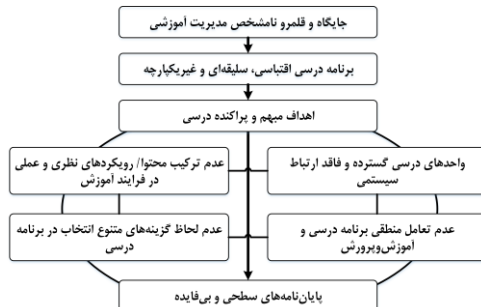 جایگاه و قلمرو نامشخص مدیریت آموزشی
برنامه درسی اقتباسی، سلیقه‌ای و غیریکپارچه
اهداف مبهم و پراکنده درسی
واحدهای درسی گسترده و فاقد ارتباط
سیستمی
عدم ترکیب محتوا/ رویکردهای نظری و عملی
در فرایند آموزش
عدم تعامل منطقی برنامه درسی و
آموزش‌وپرورش
عدم لحاظ گزینه‌های متنوع انتخاب در برنامه
درسی
پایان‌نامه‌های سطحی و بی‌فایده